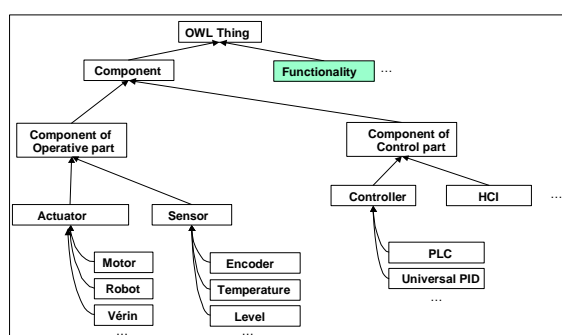 OWL Thing
Component
Functionality
...
Component of
Operative part
Component of
Control part
Actuator
Sensor
Controller
HCI
...
Motor
Robot
Vérin
...
Encoder
Temperature
Level
...
PLC
Universal PID
...